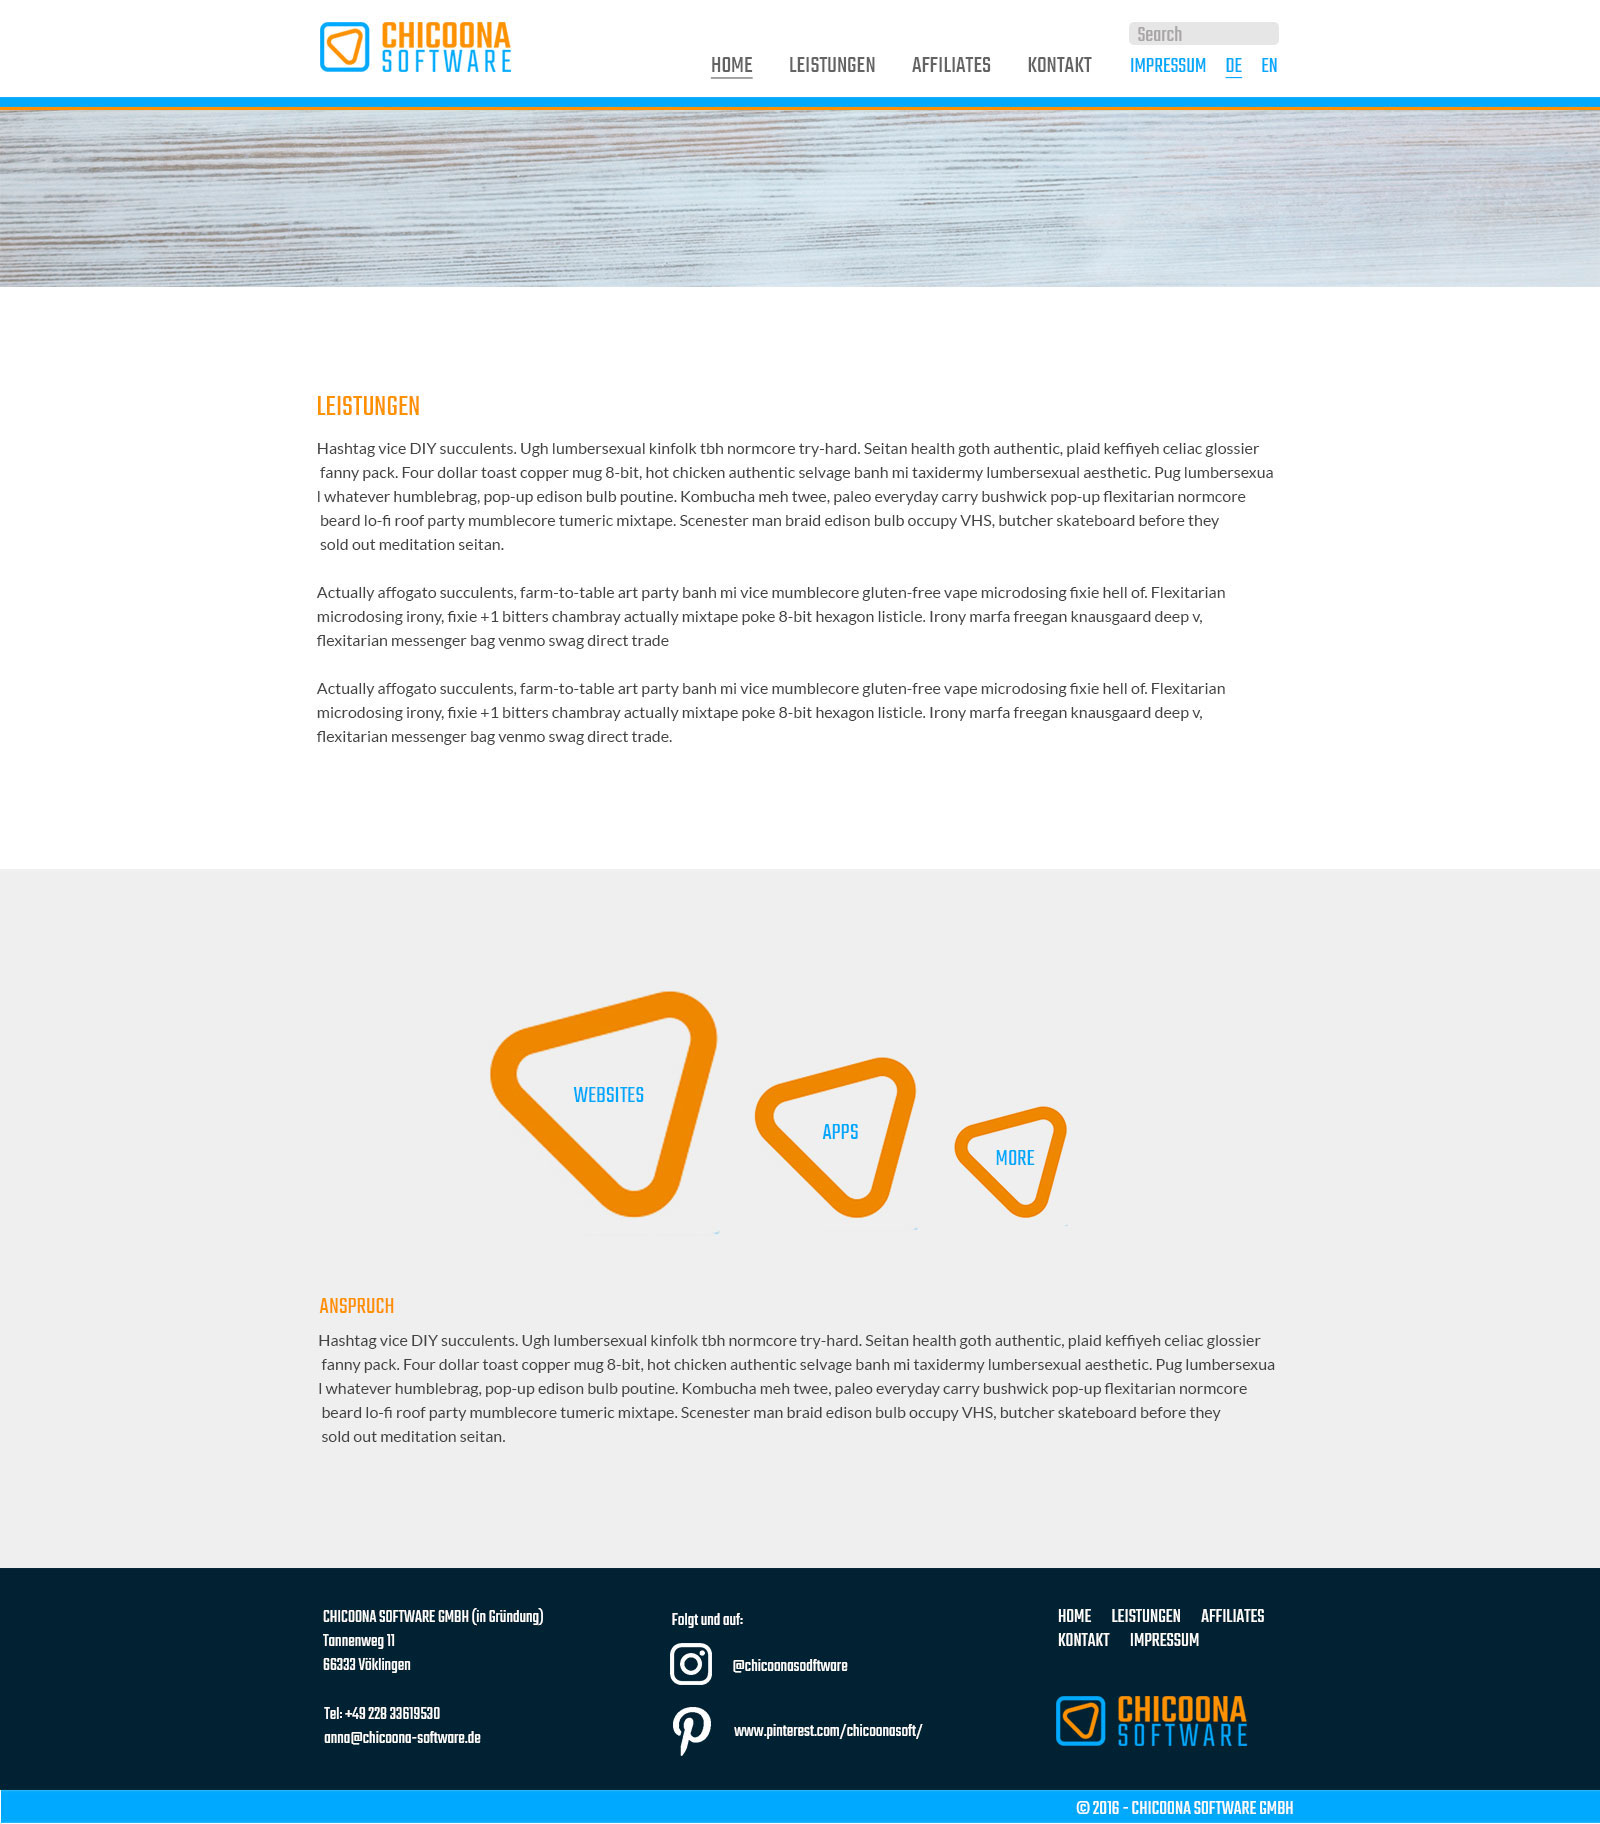 CHICOONA
SOFTWARE
Search
HOME LEISTUNGEN AFFILIATES KONTAKT IMPRESSUM DE EN
LEISTUNGEN
Hashtag vice DIY succulents. Ugh lumbersexual kinfolk tbh normcore try-hard. Seitan health goth authentic, plaid keffiyeh celiac glossier
fanny pack. Four dollar toast copper mug 8-bit, hot chicken authentic selvage banh mi taxidermy lumbersexual aesthetic. Pug lumbersexua
l whatever humblebrag, pop-up edison bulb poutine. Kombucha meh twee, paleo everyday carry bushwick pop-up flexitarian normcore
beard lo-fi roof party mumblecore tumeric mixtape. Scenester man braid edison bulb occupy VHS, butcher skateboard before they
sold out meditation seitan.
Actually affogato succulents, farm-to-table art party banh mi vice mumblecore gluten-free vape microdosing fixie hell of. Flexitarian
microdosing irony, fixie +1 bitters chambray actually mixtape poke 8-bit hexagon listicle. Irony marfa freegan knausgaard deep v,
flexitarian messenger bag venmo swag direct trade
Actually affogato succulents, farm-to-table art party banh mi vice mumblecore gluten-free vape microdosing fixie hell of. Flexitarian
microdosing irony, fixie +1 bitters chambray actually mixtape poke 8-bit hexagon listicle. Irony marfa freegan knausgaard deep v,
flexitarian messenger bag venmo swag direct trade.
WEBSITES
APPS
MORE
ANSPRUCH
Hashtag vice DIY succulents. Ugh lumbersexual kinfolk tbh normcore try-hard. Seitan health goth authentic, plaid keffiyeh celiac glossier
fanny pack. Four dollar toast copper mug 8-bit, hot chicken authentic selvage banh mi taxidermy lumbersexual aesthetic. Pug lumbersexua
l whatever humblebrag, pop-up edison bulb poutine. Kombucha meh twee, paleo everyday carry bushwick pop-up flexitarian normcore
beard lo-fi roof party mumblecore tumeric mixtape. Scenester man braid edison bulb occupy VHS, butcher skateboard before they
sold out meditation seitan.
CHICOONA SOFTWARE GMBH (in Gründung)
Tannenweg 11
66333 Vöklingen
Tel: +49 228 33619530
anna@chicoona-software.de
Folgt und auf:
@chicoonasodftware
www.pinterest.com/chicoonasoft/
HOME LEISTUNGEN AFFILIATES
KONTAKT IMPRESSUM
CHICOONA
SOFTWARE
© 2016 - CHICOONA SOFTWARE GMBH